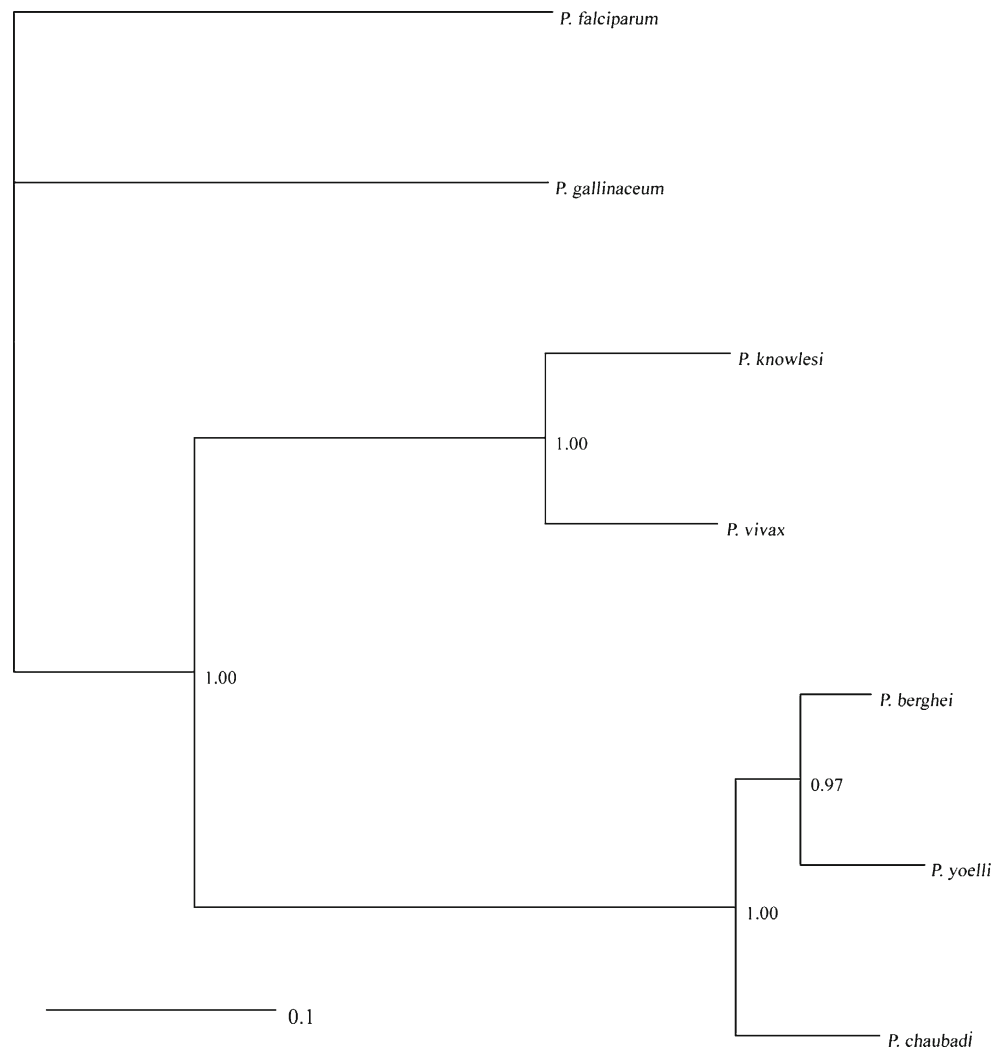 P. falciparum
P. gallinaceum
P. knowlesi
1.00
P. vivax
1.00
P. berghei
0.97
P. yoelli
1.00
0.1
P. chaubadi